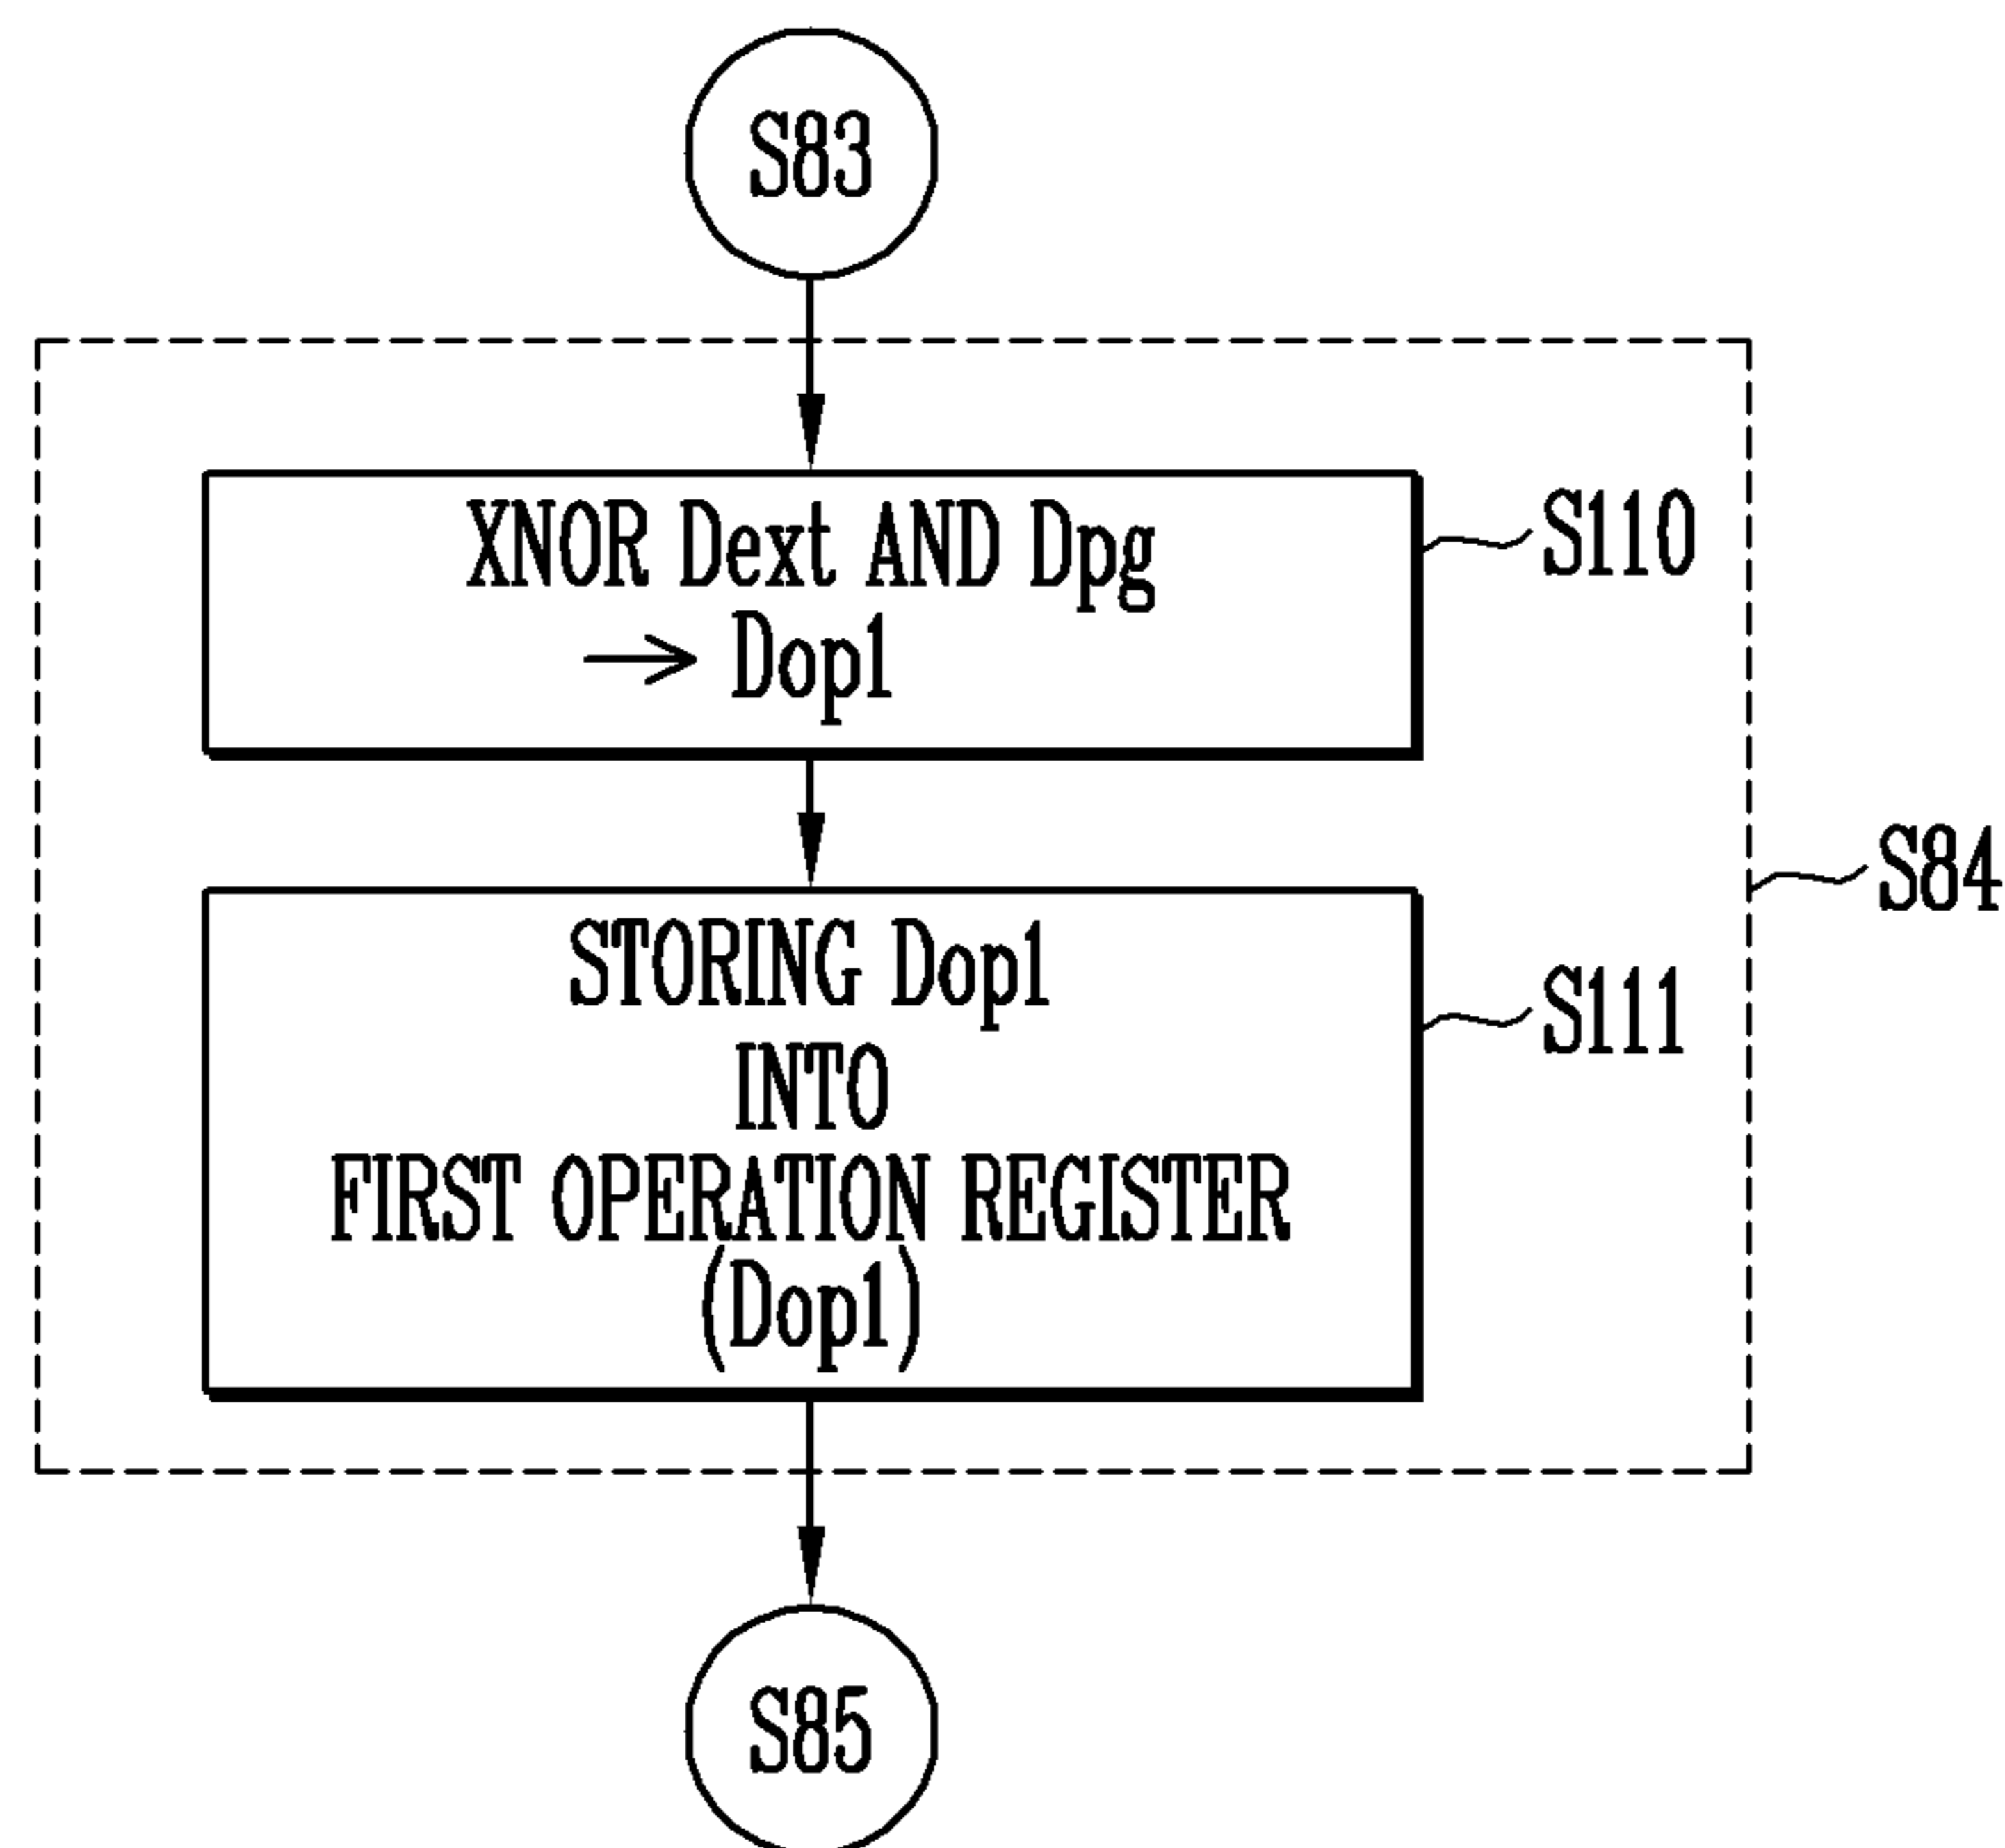 S83
XNOR Dext AND Dpg
→ Dop1
S110
S84
STORING Dop1
INTO
FIRST OPERATION REGISTER
(Dop1)
S111
S85